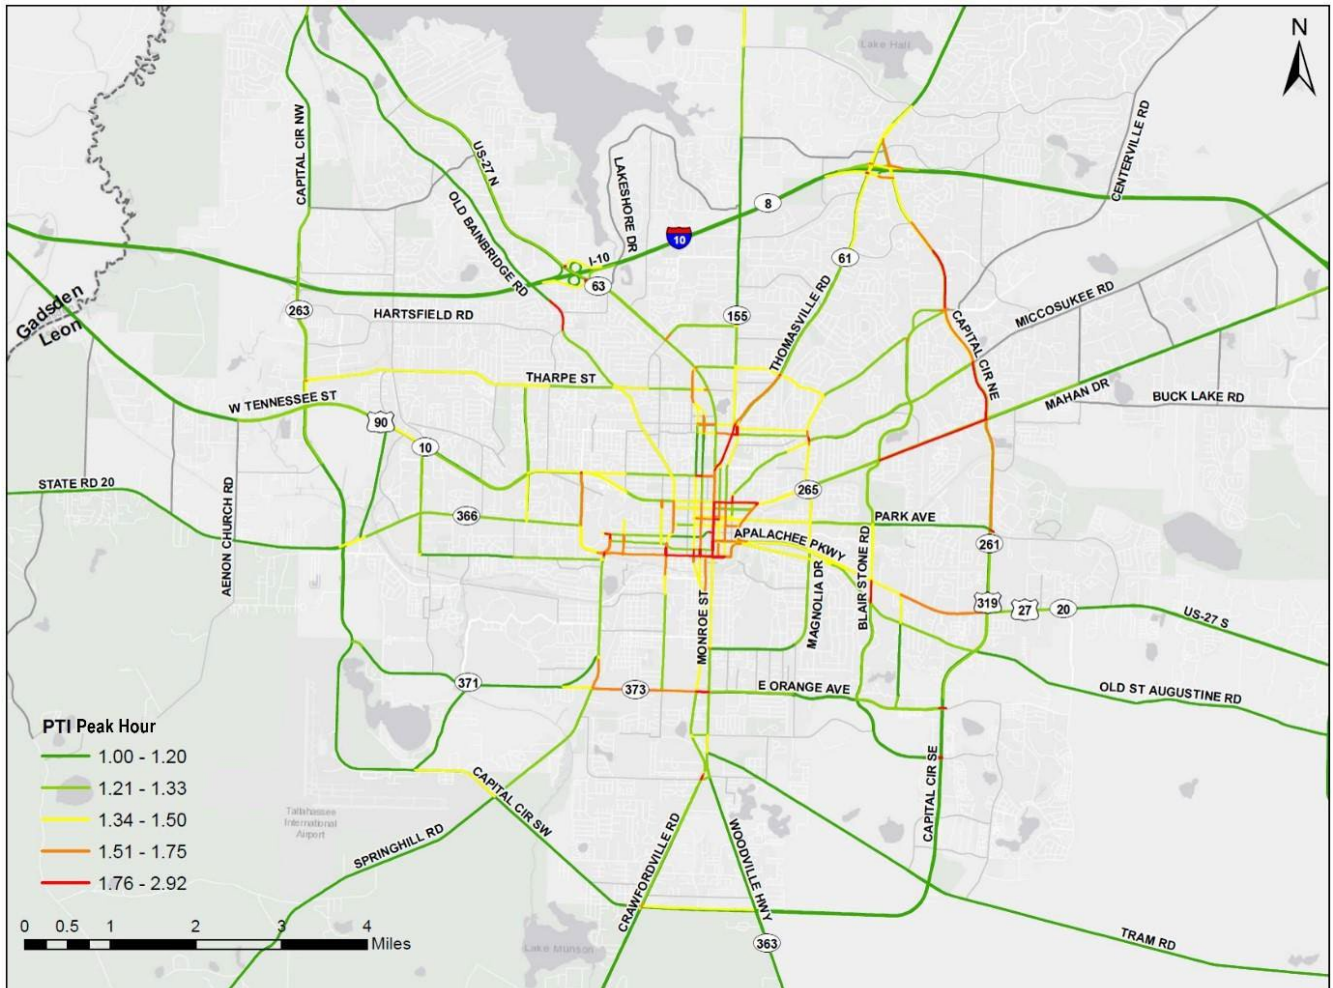 N
Lake Hall
CENTERVILLE RD
CAPITAL CIR NW
US-27 N
LAKESHORE DR
OLD BAINBRIDGE RD
8
10
I-10
61
63
Gadsden
Leon
263
HARTSFIELD RD
155
THOMASVILLE RD
CAPITAL CIR NE
MICCOSUKEE RD
THARPE ST
W TENNESSEE ST
MAHAN DR
BUCK LAKE RD
90
10
STATE RD 20
265
366
PARK AVE
AENON CHURCH RD
APALACHEE PKWY
BLAIR STONE RD
261
MAGNOLIA DR
MONROE ST
319
27
20
US-27 S
371
373
E ORANGE AVE
OLD ST AUGUSTINE RD
PTI Peak Hour
1.00 - 1.20
1.21 - 1.33
1.34 - 1.50
1.51 - 1.75
1.76 - 2.92
CAPITAL CIR SW
CAPITAL CIR SE
Tallahassee
International
Airport
SPRINGHILL RD
CRAWFORDVILLE RD
WOODVILLE HWY
0 0.5 1 2 3 4
Miles
Lake Munson
363
TRAM RD